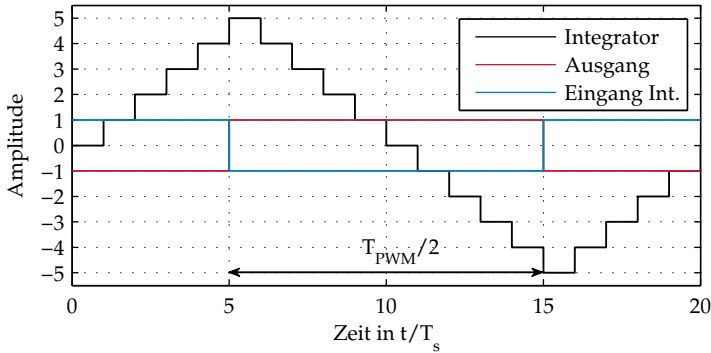 5
4
3
2
1
0
−1
−2
−3
−4
−5
Amplitude
Integrator
Ausgang
Eingang Int.
T_PWM/2
0
5
10
15
20
Zeit in t/T_s